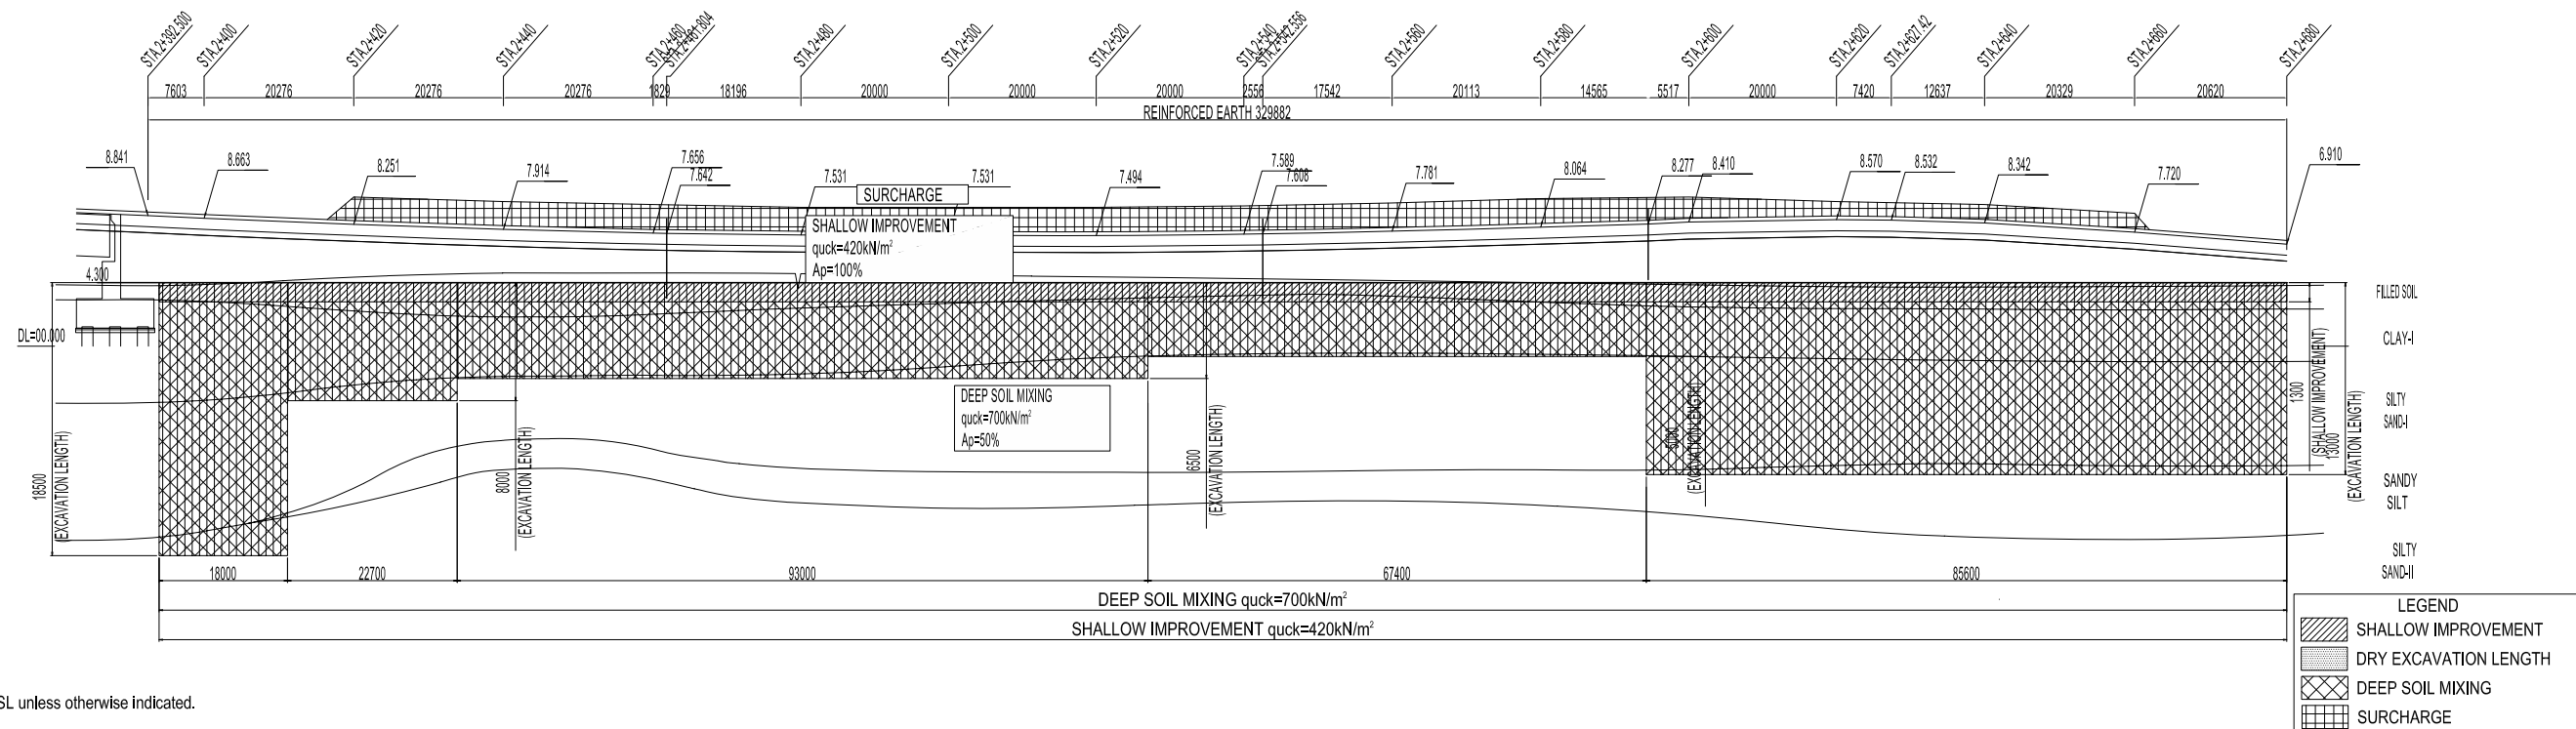 STA.2+392.500
STA.2+400
STA.2+420
STA.2+440
STA.2+460
STA.2+461.804
STA.2+480
STA.2+500
STA.2+520
STA.2+540
STA.2+542.556
STA.2+560
STA.2+580
STA.2+600
STA.2+620
STA.2+627.42
STA.2+640
STA.2+660
STA.2+680
7603 20276 20276 20276 1829 18196 20000 20000 20000 2556 17542 20113 14565 5517 20000 7420 12637 20329 20620
REINFORCED EARTH 329882
8.841 8.663 8.251 7.914 7.656 7.642 7.531 7.531 7.494 7.589 7.608 7.781 8.064 8.277 8.410 8.570 8.532 8.342 7.720 6.910
SURCHARGE
SHALLOW IMPROVEMENT
quck=420kN/m²
Ap=100%
4.300
DL=00.000
FILLED SOIL
CLAY-I
SILTY
SAND-I
SANDY
SILT
SILTY
SAND-II
DEEP SOIL MIXING
quck=700kN/m²
Ap=50%
18500
(EXCAVATION LENGTH)
8000
(EXCAVATION LENGTH)
6500
(EXCAVATION LENGTH)
(EXCAVATION LENGTH)
1300
(SHALLOW IMPROVEMENT)
13000
(EXCAVATION LENGTH)
18000 22700 93000 67400 85600
DEEP SOIL MIXING quck=700kN/m²
SHALLOW IMPROVEMENT quck=420kN/m²
LEGEND
SHALLOW IMPROVEMENT
DRY EXCAVATION LENGTH
DEEP SOIL MIXING
SURCHARGE
SL unless otherwise indicated.